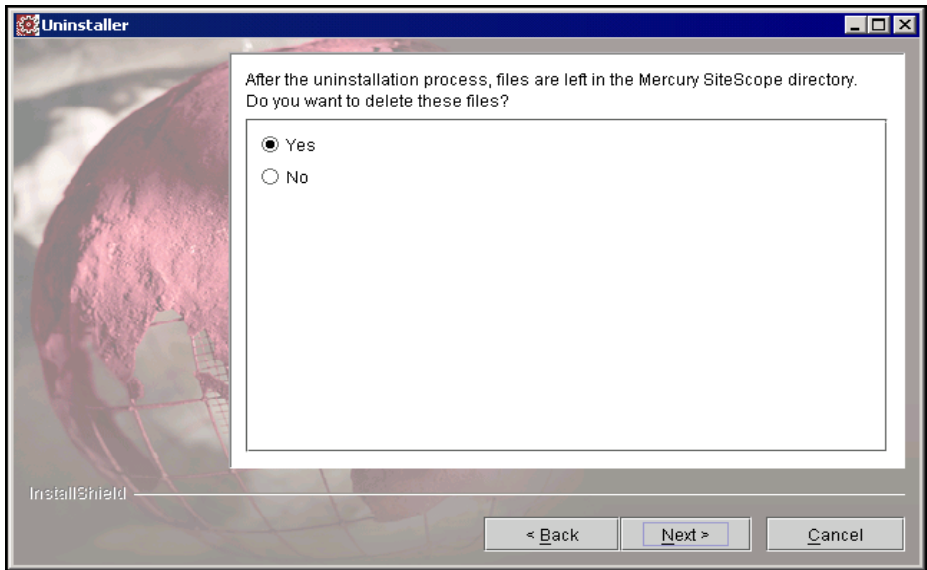 Uninstaller
After the uninstallation process, files are left in the Mercury SiteScope directory.
Do you want to delete these files?
Yes
No
InstallShield
< Back
Next >
Cancel